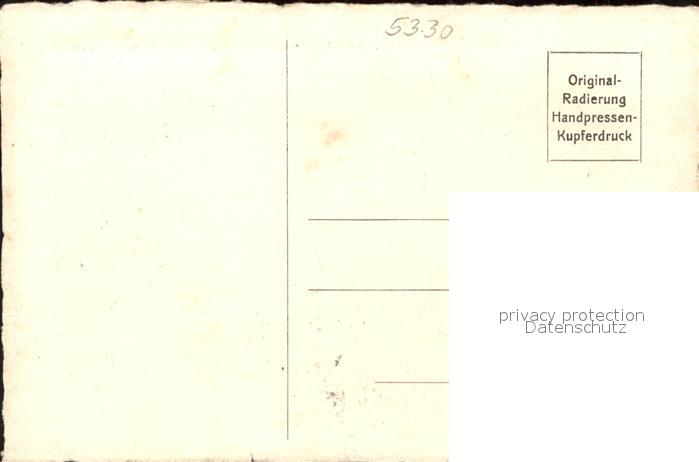 5330
Original-
Radierung
Handpressen-
Kupferdruck
privacy protection
Datenschutz